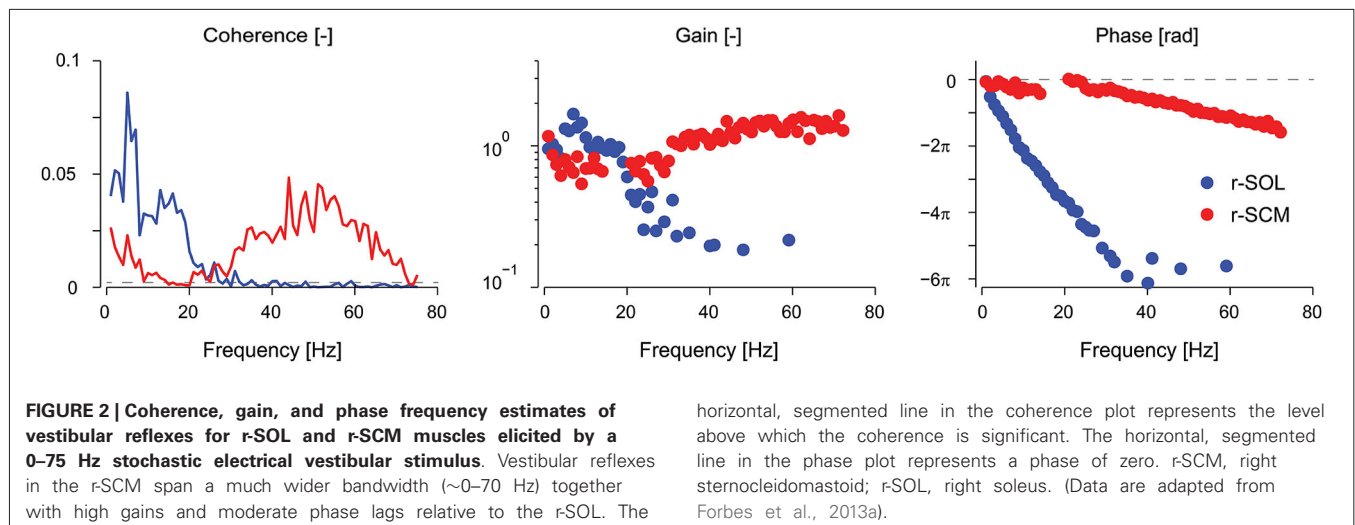 Coherence [-]
Gain [-]
Phase [rad]
0.1
0.05
0
0 20 40 60 80
Frequency [Hz]
10⁰
10⁻¹
0 20 40 60 80
Frequency [Hz]
0
−2π
−4π
−6π
r-SOL
r-SCM
0 20 40 60 80
Frequency [Hz]
FIGURE 2 | Coherence, gain, and phase frequency estimates of
vestibular reflexes for r-SOL and r-SCM muscles elicited by a
0–75 Hz stochastic electrical vestibular stimulus. Vestibular reflexes
in the r-SCM span a much wider bandwidth (∼0–70 Hz) together
with high gains and moderate phase lags relative to the r-SOL. The
horizontal, segmented line in the coherence plot represents the level
above which the coherence is significant. The horizontal, segmented
line in the phase plot represents a phase of zero. r-SCM, right
sternocleidomastoid; r-SOL, right soleus. (Data are adapted from
Forbes et al., 2013a).